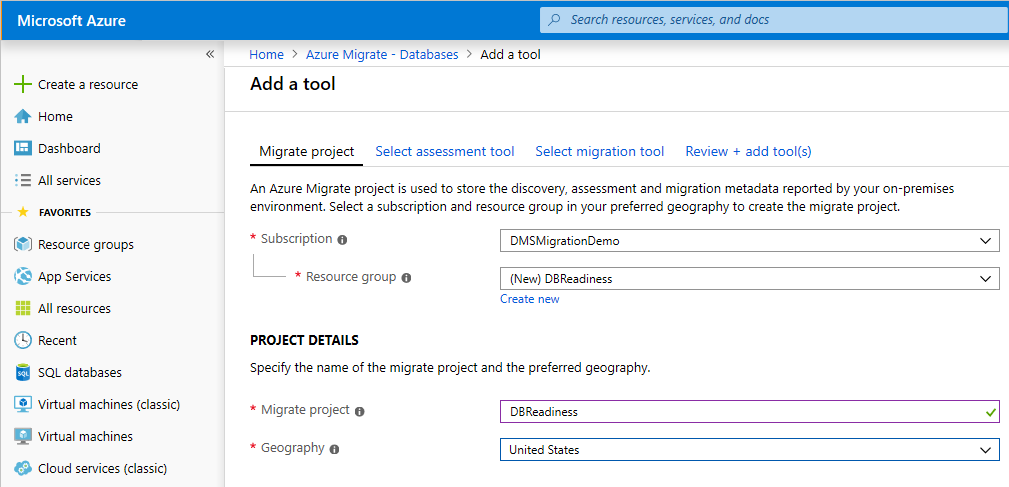 Microsoft Azure
Search resources, services, and docs
«
Create a resource
Home
Dashboard
All services
FAVORITES
Resource groups
App Services
All resources
Recent
SQL databases
Virtual machines (classic)
Virtual machines
Cloud services (classic)
Home > Azure Migrate - Databases > Add a tool
Add a tool
Migrate project Select assessment tool Select migration tool Review + add tool(s)
An Azure Migrate project is used to store the discovery, assessment and migration metadata reported by your on-premises
environment. Select a subscription and resource group in your preferred geography to create the migrate project.
* Subscription DMSMigrationDemo
* Resource group (New) DBReadiness
Create new
PROJECT DETAILS
Specify the name of the migrate project and the preferred geography.
* Migrate project DBReadiness
* Geography United States